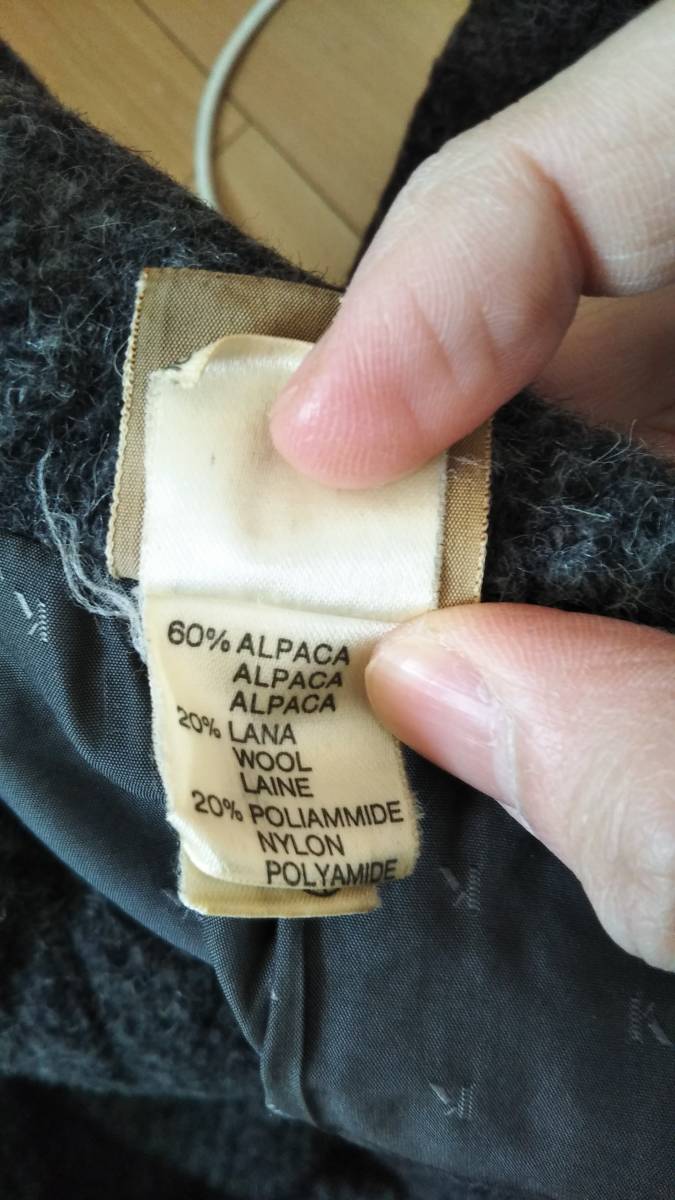 60% ALPACA
ALPACA
ALPACA
20% LANA
WOOL
LAINE
20% POLIAMMIDE
NYLON
POLYAMIDE